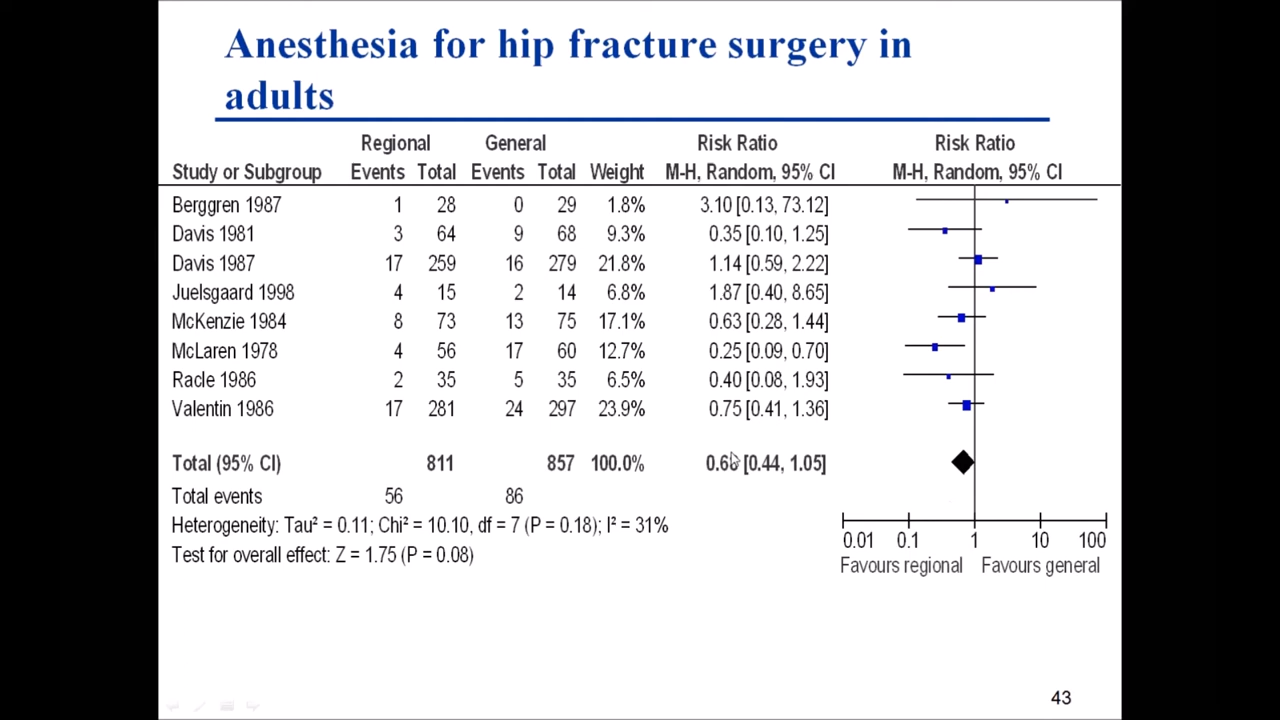 Anesthesia for hip fracture surgery in
adults
Regional General Risk Ratio Risk Ratio
Study or Subgroup Events Total Events Total Weight M-H, Random, 95% CI M-H, Random, 95% CI
Berggren 1987 1 28 0 29 1.8% 3.10 [0.13, 73.12]
Davis 1981 3 64 9 68 9.3% 0.35 [0.10, 1.25]
Davis 1987 17 259 16 279 21.8% 1.14 [0.59, 2.22]
Juelsgaard 1998 4 15 2 14 6.8% 1.87 [0.40, 8.65]
McKenzie 1984 8 73 13 75 17.1% 0.63 [0.28, 1.44]
McLaren 1978 4 56 17 60 12.7% 0.25 [0.09, 0.70]
Racle 1986 2 35 5 35 6.5% 0.40 [0.08, 1.93]
Valentin 1986 17 281 24 297 23.9% 0.75 [0.41, 1.36]
Total (95% CI) 811 857 100.0% [0.44, 1.05]
Total events 56 86
Heterogeneity: Tau² = 0.11; Chi² = 10.10, df = 7 (P = 0.18); I² = 31%
Test for overall effect: Z = 1.75 (P = 0.08)
0.01 0.1 1 10 100
Favours regional Favours general
43